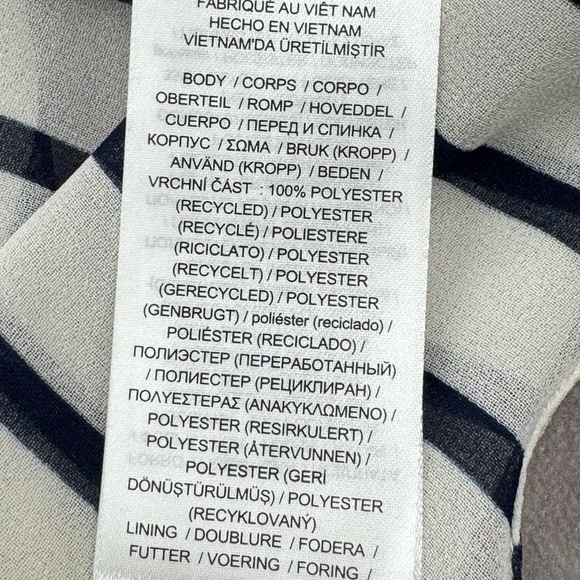 FABRIQUÉ AU VIÊT NAM
HECHO EN VIETNAM
VIETNAM'DA ÜRETİLMİŞTİR
BODY / CORPS / CORPO /
OBERTEIL / ROMP / HOVEDDEL /
CUERPO / ПЕРЕД И СПИНКА /
КОРПУС / ΣΩΜΑ / BRUK (KROPP) /
ANVÄND (KROPP) / BEDEN /
VRCHNÍ ČÁST : 100% POLYESTER
(RECYCLED) / POLYESTER
(RECYCLÉ) / POLIESTERE
(RICICLATO) / POLYESTER
(RECYCELT) / POLYESTER
(GERECYCLED) / POLYESTER
(GENBRUGT) / poliéster (reciclado) /
POLIÉSTER (RECICLADO) /
ПОЛИЭСТЕР (ПЕРЕРАБОТАННЫЙ)
/ ПОЛИЕСТЕР (РЕЦИКЛИРАН) /
ΠΟΛΥΕΣΤΕΡΑΣ (ΑΝΑΚΥΚΛΩΜΕΝΟ) /
POLYESTER (RESIRKULERT) /
POLYESTER (ÅTERVUNNEN) /
POLYESTER (GERİ
DÖNÜŞTÜRÜLMÜŞ) / POLYESTER
(RECYKLOVANÝ)
LINING / DOUBLURE / FODERA /
FUTTER / VOERING / FORING /